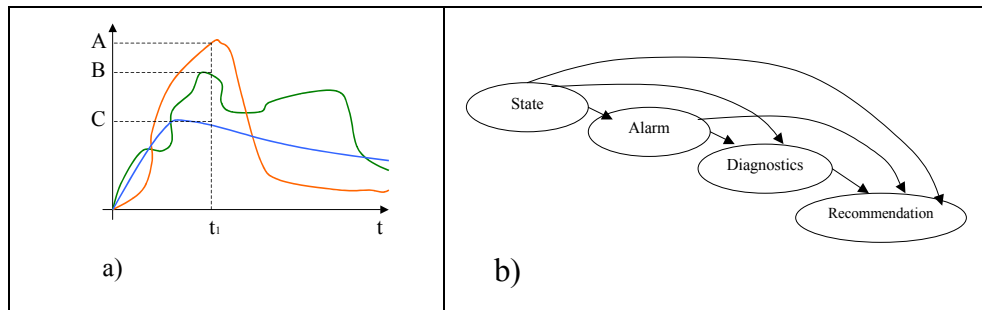 A
B
C
t1
t
a)
State
Alarm
Diagnostics
Recommendation
b)